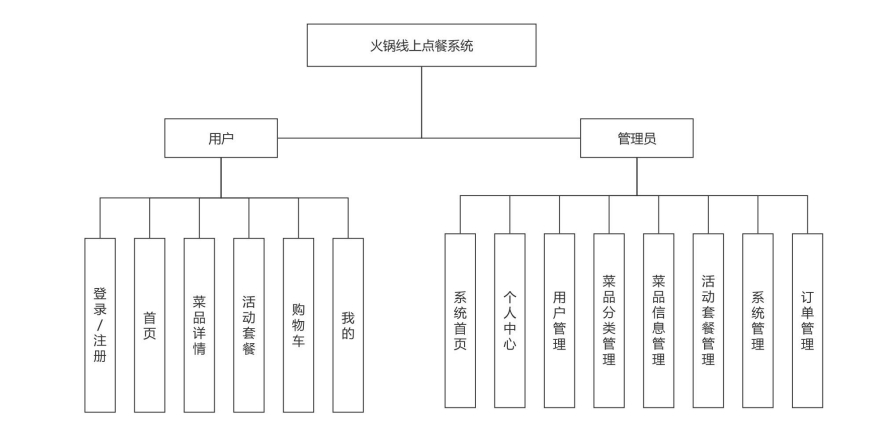 火锅线上点餐系统
用户
管理员
登录/注册
首页
菜品详情
活动套餐
购物车
我的
系统首页
个人中心
用户管理
菜品分类管理
菜品信息管理
活动套餐管理
系统管理
订单管理